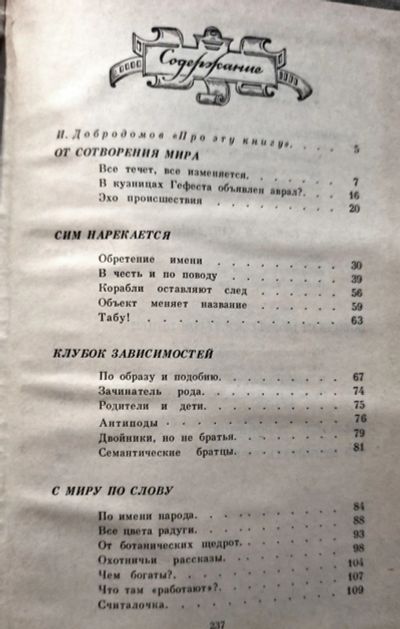 Содержание
И. Добродомов «Про эту книгу». . . . 5
ОТ СОТВОРЕНИЯ МИРА
Все течет, все изменяется. . . . . . . 7
В кузницах Гефеста объявлен аврал?. . . . 16
Эхо происшествия . . . . . . . . . 20
СИМ НАРЕКАЕТСЯ
Обретение имени . . . . . . . . . 30
В честь и по поводу . . . . . . . . 39
Корабли оставляют след . . . . . . . 56
Объект меняет название . . . . . . . 59
Табу! . . . . . . . . . . . . 63
КЛУБОК ЗАВИСИМОСТЕЙ
По образу и подобию. . . . . . . . . 67
Зачинатель рода. . . . . . . . . . 74
Родители и дети. . . . . . . . . . 75
Антиподы . . . . . . . . . . . 76
Двойники, но не братья. . . . . . . . 79
Семантические братцы. . . . . . . . 81
С МИРУ ПО СЛОВУ
По имени народа. . . . . . . . . . 84
Все цвета радуги. . . . . . . . . . 88
От ботанических щедрот. . . . . . . . 93
Охотничьи рассказы. . . . . . . . . 98
Чем богаты?. . . . . . . . . . . 104
Что там «работают»?. . . . . . . . . 107
Считалочка. . . . . . . . . . . 109
237